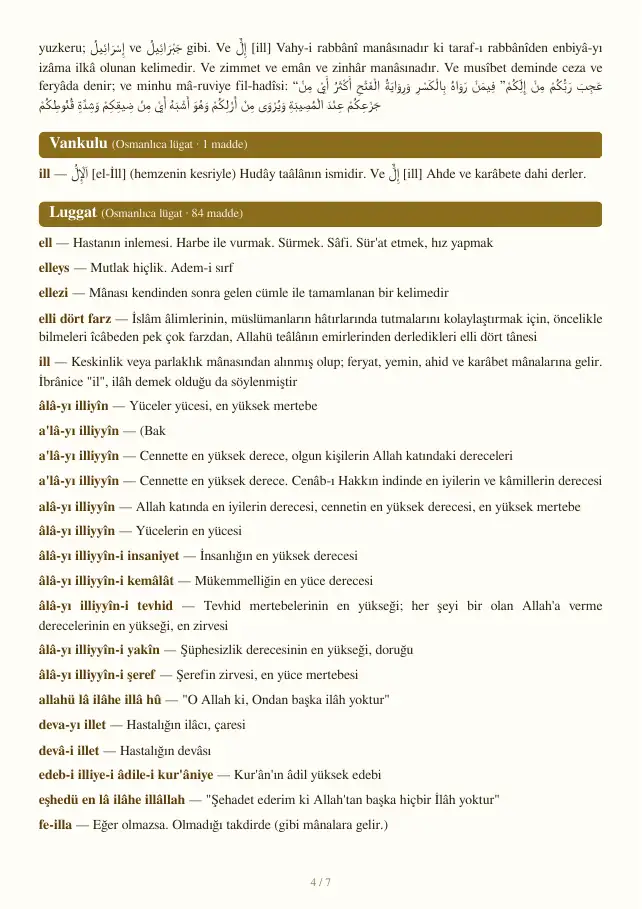 yuzkeru; إِسْرَائِيلُ ve جَبْرَائِيلُ gibi. Ve إِلٌّ [ill] Vahy-i rabbânî manâsınadır ki taraf-ı rabbânîden enbiyâ-yı
izâma ilkâ olunan kelimedir. Ve zimmet ve emân ve zinhâr manâsınadır. Ve musîbet deminde ceza ve
feryâda denir; ve minhu mâ-ruviye fil-hadîsi: “عَجِبَ رَبُّكُمْ مِنْ إِلِّكُمْ” فِيمَنْ رَوَاهُ بِالْكَسْرِ وَرِوَايَةُ الْفَتْحِ أَكْثَرُ أَيْ مِنْ
جَزَعِكُمْ عِنْدَ الْمُصِيبَةِ وَيُرْوَى مِنْ أَزْلِكُمْ وَهُوَ أَشْبَهُ أَيْ مِنْ ضِيقِكِمْ وَشِدَّةِ قُنُوطِكُمْ
Vankulu (Osmanlıca lügat · 1 madde)
ill — اَلْإِلُّ [el-İll] (hemzenin kesriyle) Hudây taâlânın ismidir. Ve إِلٌّ [ill] Ahde ve karâbete dahi derler.
Luggat (Osmanlıca lügat · 84 madde)
ell — Hastanın inlemesi. Harbe ile vurmak. Sürmek. Sâfi. Sür'at etmek, hız yapmak
elleys — Mutlak hiçlik. Adem-i sırf
ellezi — Mânası kendinden sonra gelen cümle ile tamamlanan bir kelimedir
elli dört farz — İslâm âlimlerinin, müslümanların hâtırlarında tutmalarını kolaylaştırmak için, öncelikle
bilmeleri îcâbeden pek çok farzdan, Allahü teâlânın emirlerinden derledikleri elli dört tânesi
ill — Keskinlik veya parlaklık mânasından alınmış olup; feryat, yemin, ahid ve karâbet mânalarına gelir.
İbrânice "il", ilâh demek olduğu da söylenmiştir
âlâ-yı illiyîn — Yüceler yücesi, en yüksek mertebe
a'lâ-yı illiyyîn — (Bak
a'lâ-yı illiyyîn — Cennette en yüksek derece, olgun kişilerin Allah katındaki dereceleri
a'lâ-yı illiyyîn — Cennette en yüksek derece. Cenâb-ı Hakkın indinde en iyilerin ve kâmillerin derecesi
alâ-yı illiyyîn — Allah katında en iyilerin derecesi, cennetin en yüksek derecesi, en yüksek mertebe
âlâ-yı illiyyîn — Yücelerin en yücesi
âlâ-yı illiyyîn-i insaniyet — İnsanlığın en yüksek derecesi
âlâ-yı illiyyîn-i kemâlât — Mükemmelliğin en yüce derecesi
âlâ-yı illiyyîn-i tevhid — Tevhid mertebelerinin en yükseği; her şeyi bir olan Allah'a verme
derecelerinin en yükseği, en zirvesi
âlâ-yı illiyyîn-i yakîn — Şüphesizlik derecesinin en yükseği, doruğu
âlâ-yı illiyyîn-i şeref — Şerefin zirvesi, en yüce mertebesi
allahü lâ ilâhe illâ hû — "O Allah ki, Ondan başka ilâh yoktur"
deva-yı illet — Hastalığın ilâcı, çaresi
devâ-i illet — Hastalığın devâsı
edeb-i illiye-i âdile-i kur'âniye — Kur'ân'ın âdil yüksek edebi
eşhedü en lâ ilâhe illâllah — "Şehadet ederim ki Allah'tan başka hiçbir İlâh yoktur"
fe-illa — Eğer olmazsa. Olmadığı takdirde (gibi mânalara gelir.)
4 / 7